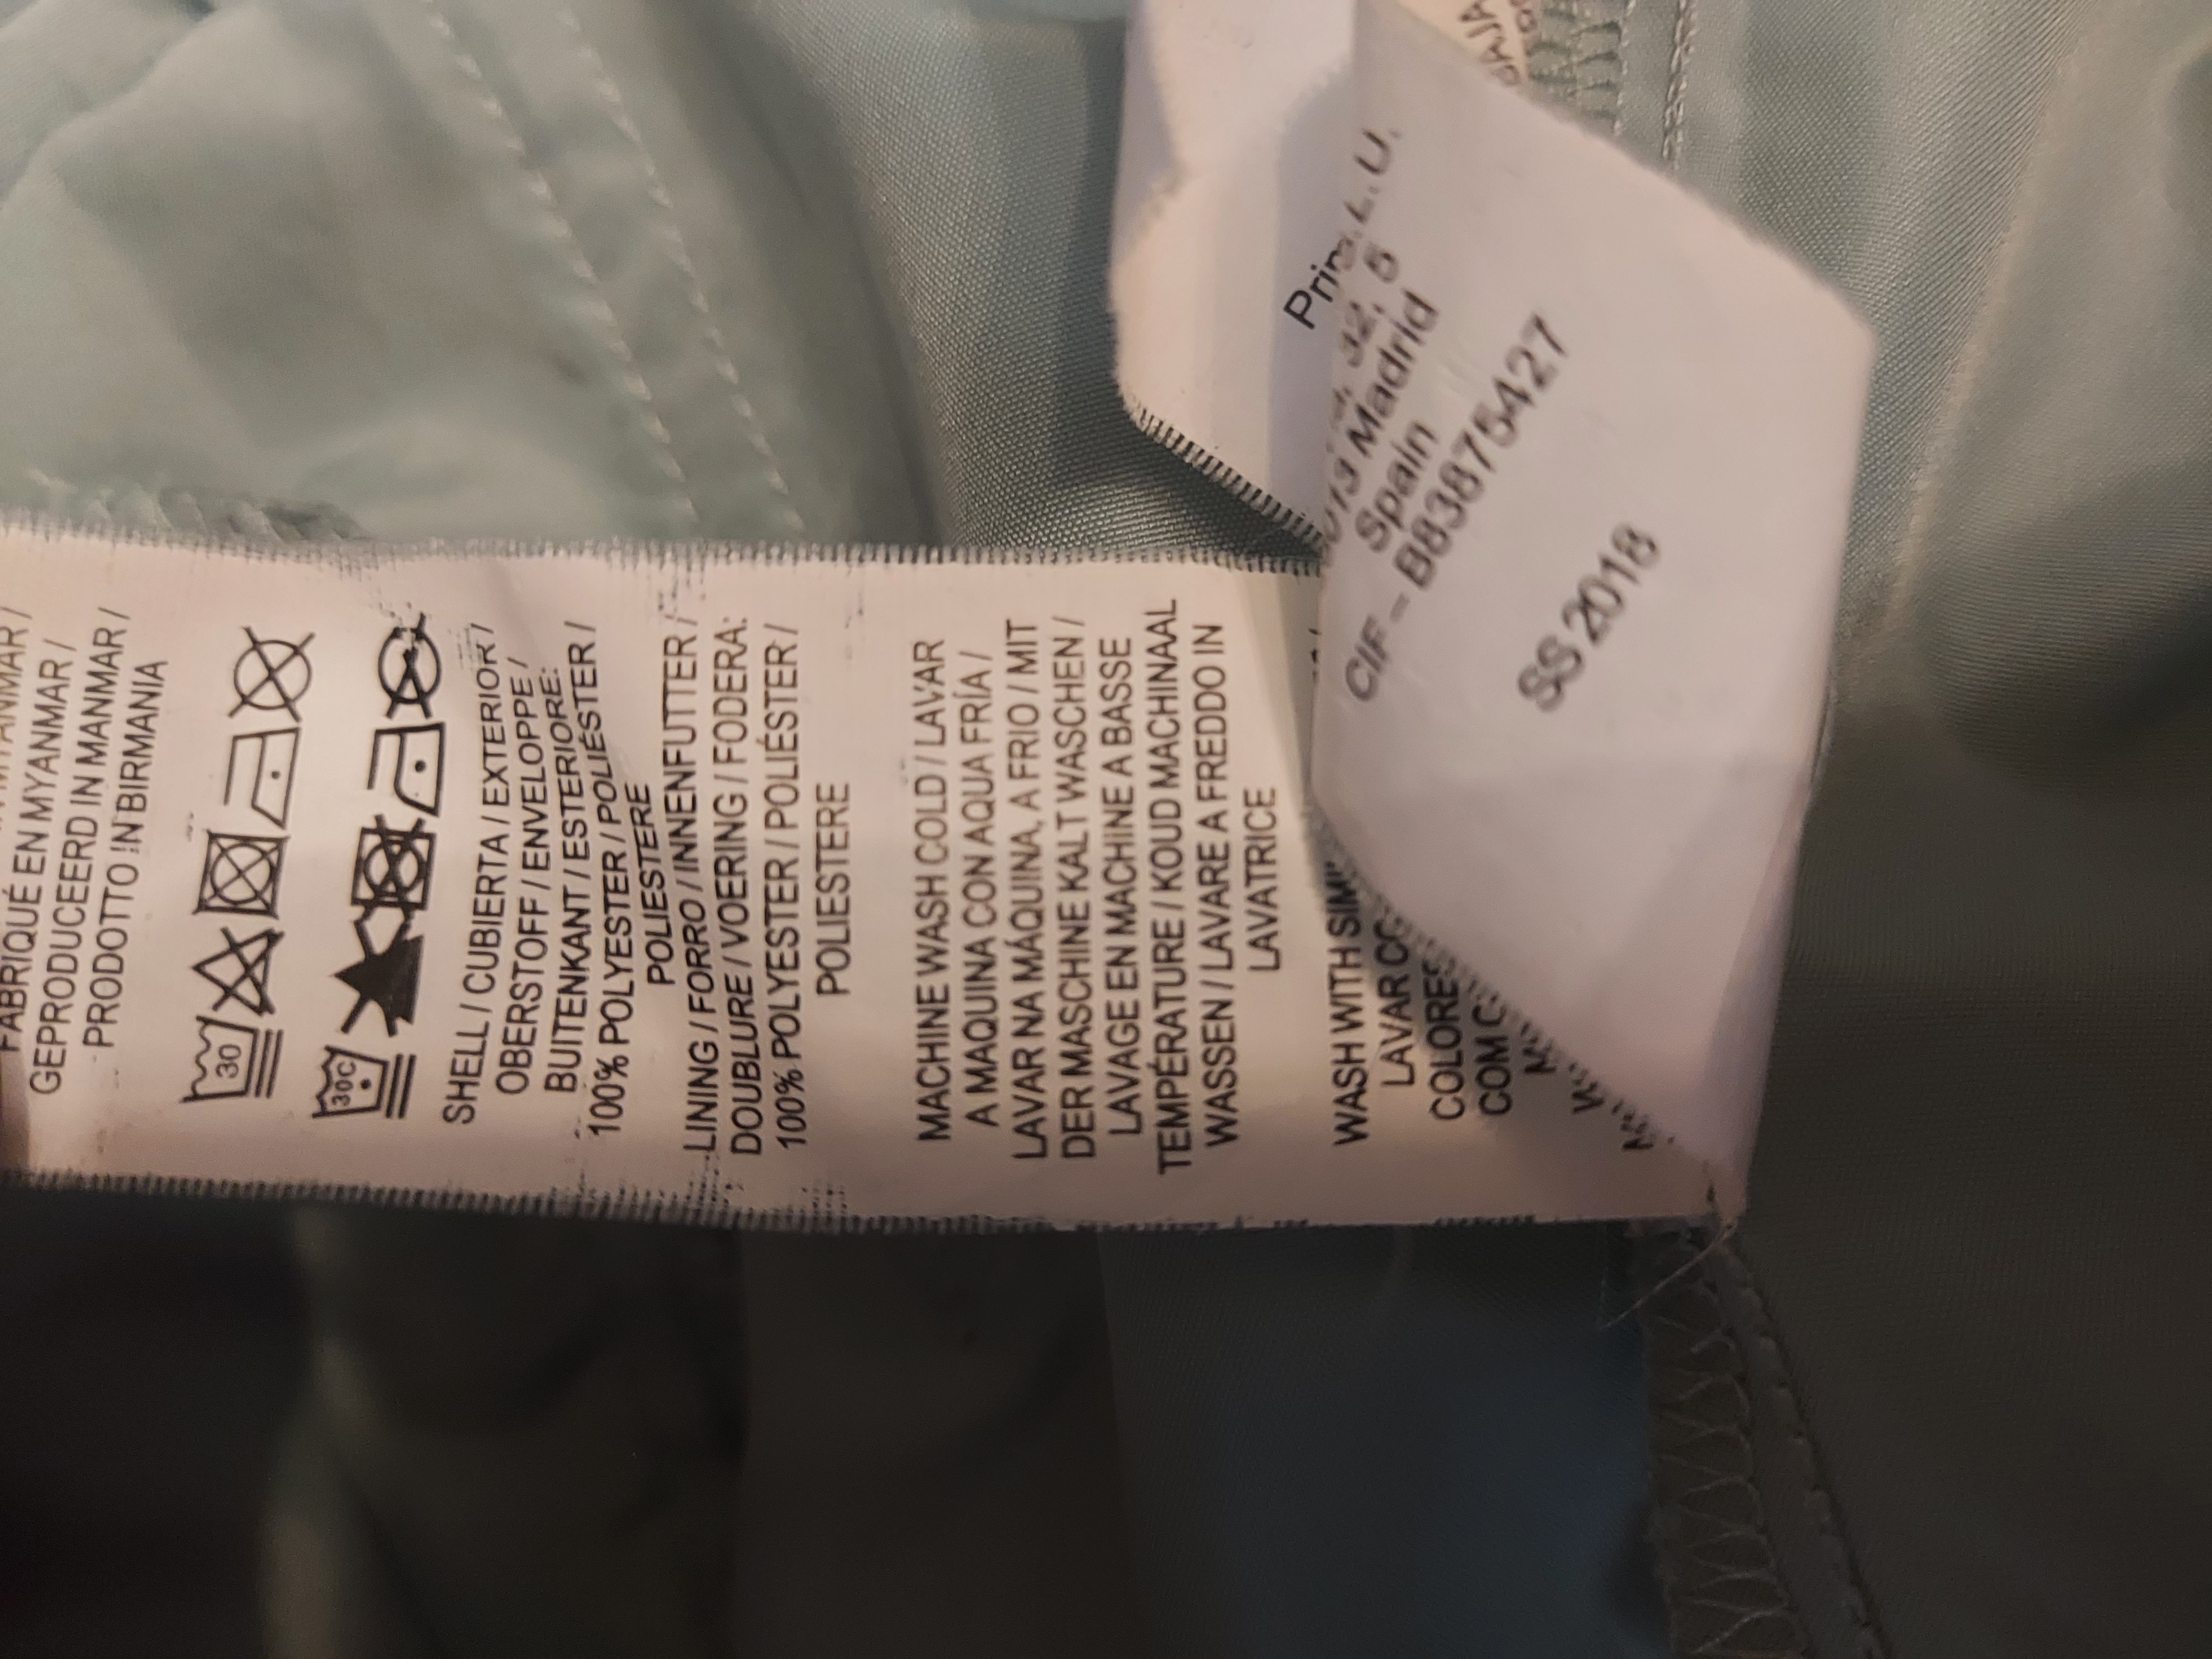 FABRIQUÉ EN MYANMAR /
GEPRODUCEERD IN MANMAR /
PRODOTTO IN BIRMANIA
30
30C
SHELL / CUBIERTA / EXTERIOR /
OBERSTOFF / ENVELOPPE /
BUITENKANT / ESTERIORE:
100% POLYESTER / POLIÉSTER /
POLIESTERE
LINING / FORRO / INNENFUTTER /
DOUBLURE / VOERING / FODERA:
100% POLYESTER / POLIÉSTER /
POLIESTERE
MACHINE WASH COLD / LAVAR
A MAQUINA CON AQUA FRÍA /
LAVAR NA MÁQUINA, A FRIO / MIT
DER MASCHINE KALT WASCHEN /
LAVAGE EN MACHINE A BASSE
TEMPÉRATURE / KOUD MACHINAAL
WASSEN / LAVARE A FREDDO IN
LAVATRICE
WASH WITH
LAVAR
COLORES
COM
32, 5
Madrid
Spain
CIF – B83875427
SS 2018